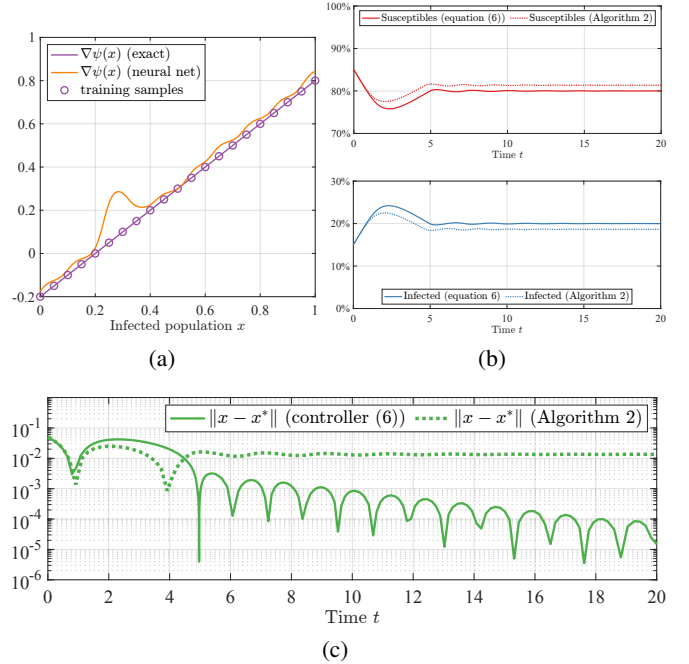 ∇ψ(x) (exact)
∇ψ(x) (neural net)
training samples
1
0.8
0.6
0.4
0.2
0
-0.2
0 0.2 0.4 0.6 0.8 1
Infected population x
(a)
Susceptibles (equation (6)) Susceptibles (Algorithm 2)
100%
90%
80%
70%
0 5 10 15 20
Time t
30%
20%
10%
0%
Infected (equation 6) Infected (Algorithm 2)
0 5 10 15 20
Time t
(b)
‖x − x*‖ (controller (6)) ‖x − x*‖ (Algorithm 2)
10⁻¹
10⁻²
10⁻³
10⁻⁴
10⁻⁵
10⁻⁶
0 2 4 6 8 10 12 14 16 18 20
Time t
(c)